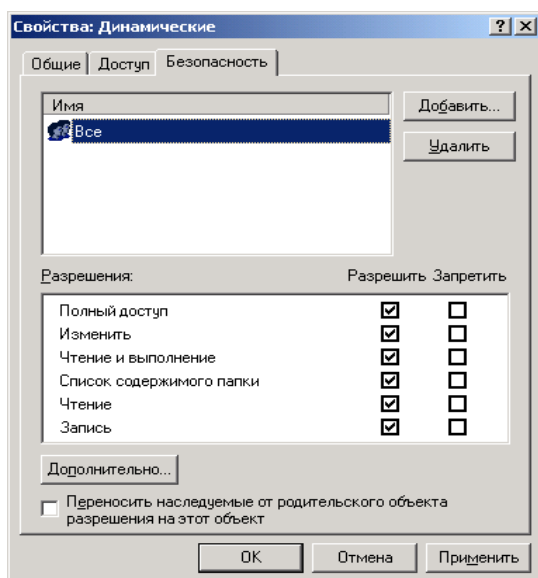 Свойства: Динамические
Общие Доступ Безопасность
Имя
Добавить...
Все
Удалить
Разрешения: Разрешить Запретить
Полный доступ
Изменить
Чтение и выполнение
Список содержимого папки
Чтение
Запись
Дополнительно...
Переносить наследуемые от родительского объекта
разрешения на этот объект
OK Отмена Применить